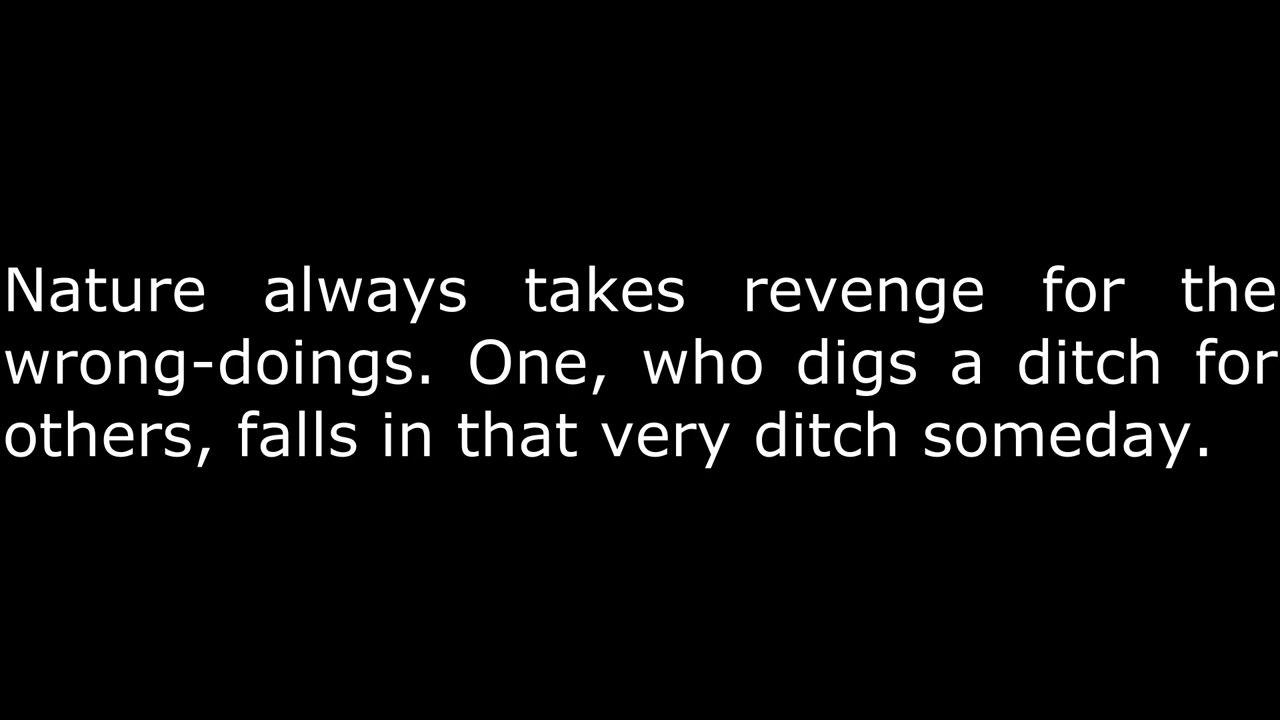 Nature always takes revenge for the
wrong-doings. One, who digs a ditch for
others, falls in that very ditch someday.